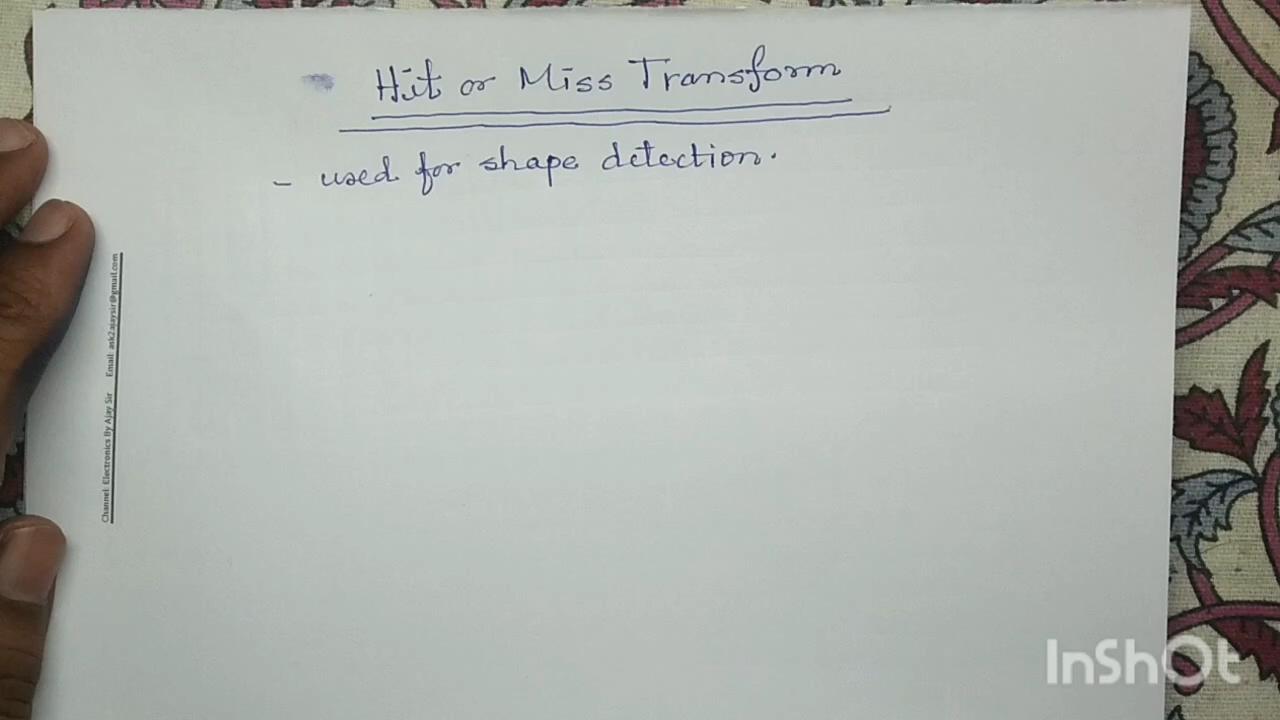 Hit or Miss Transform
- used for shape detection.
Channel: Electronics By Ajay Sir Email: ask2ajaysir@gmail.com
InShOt